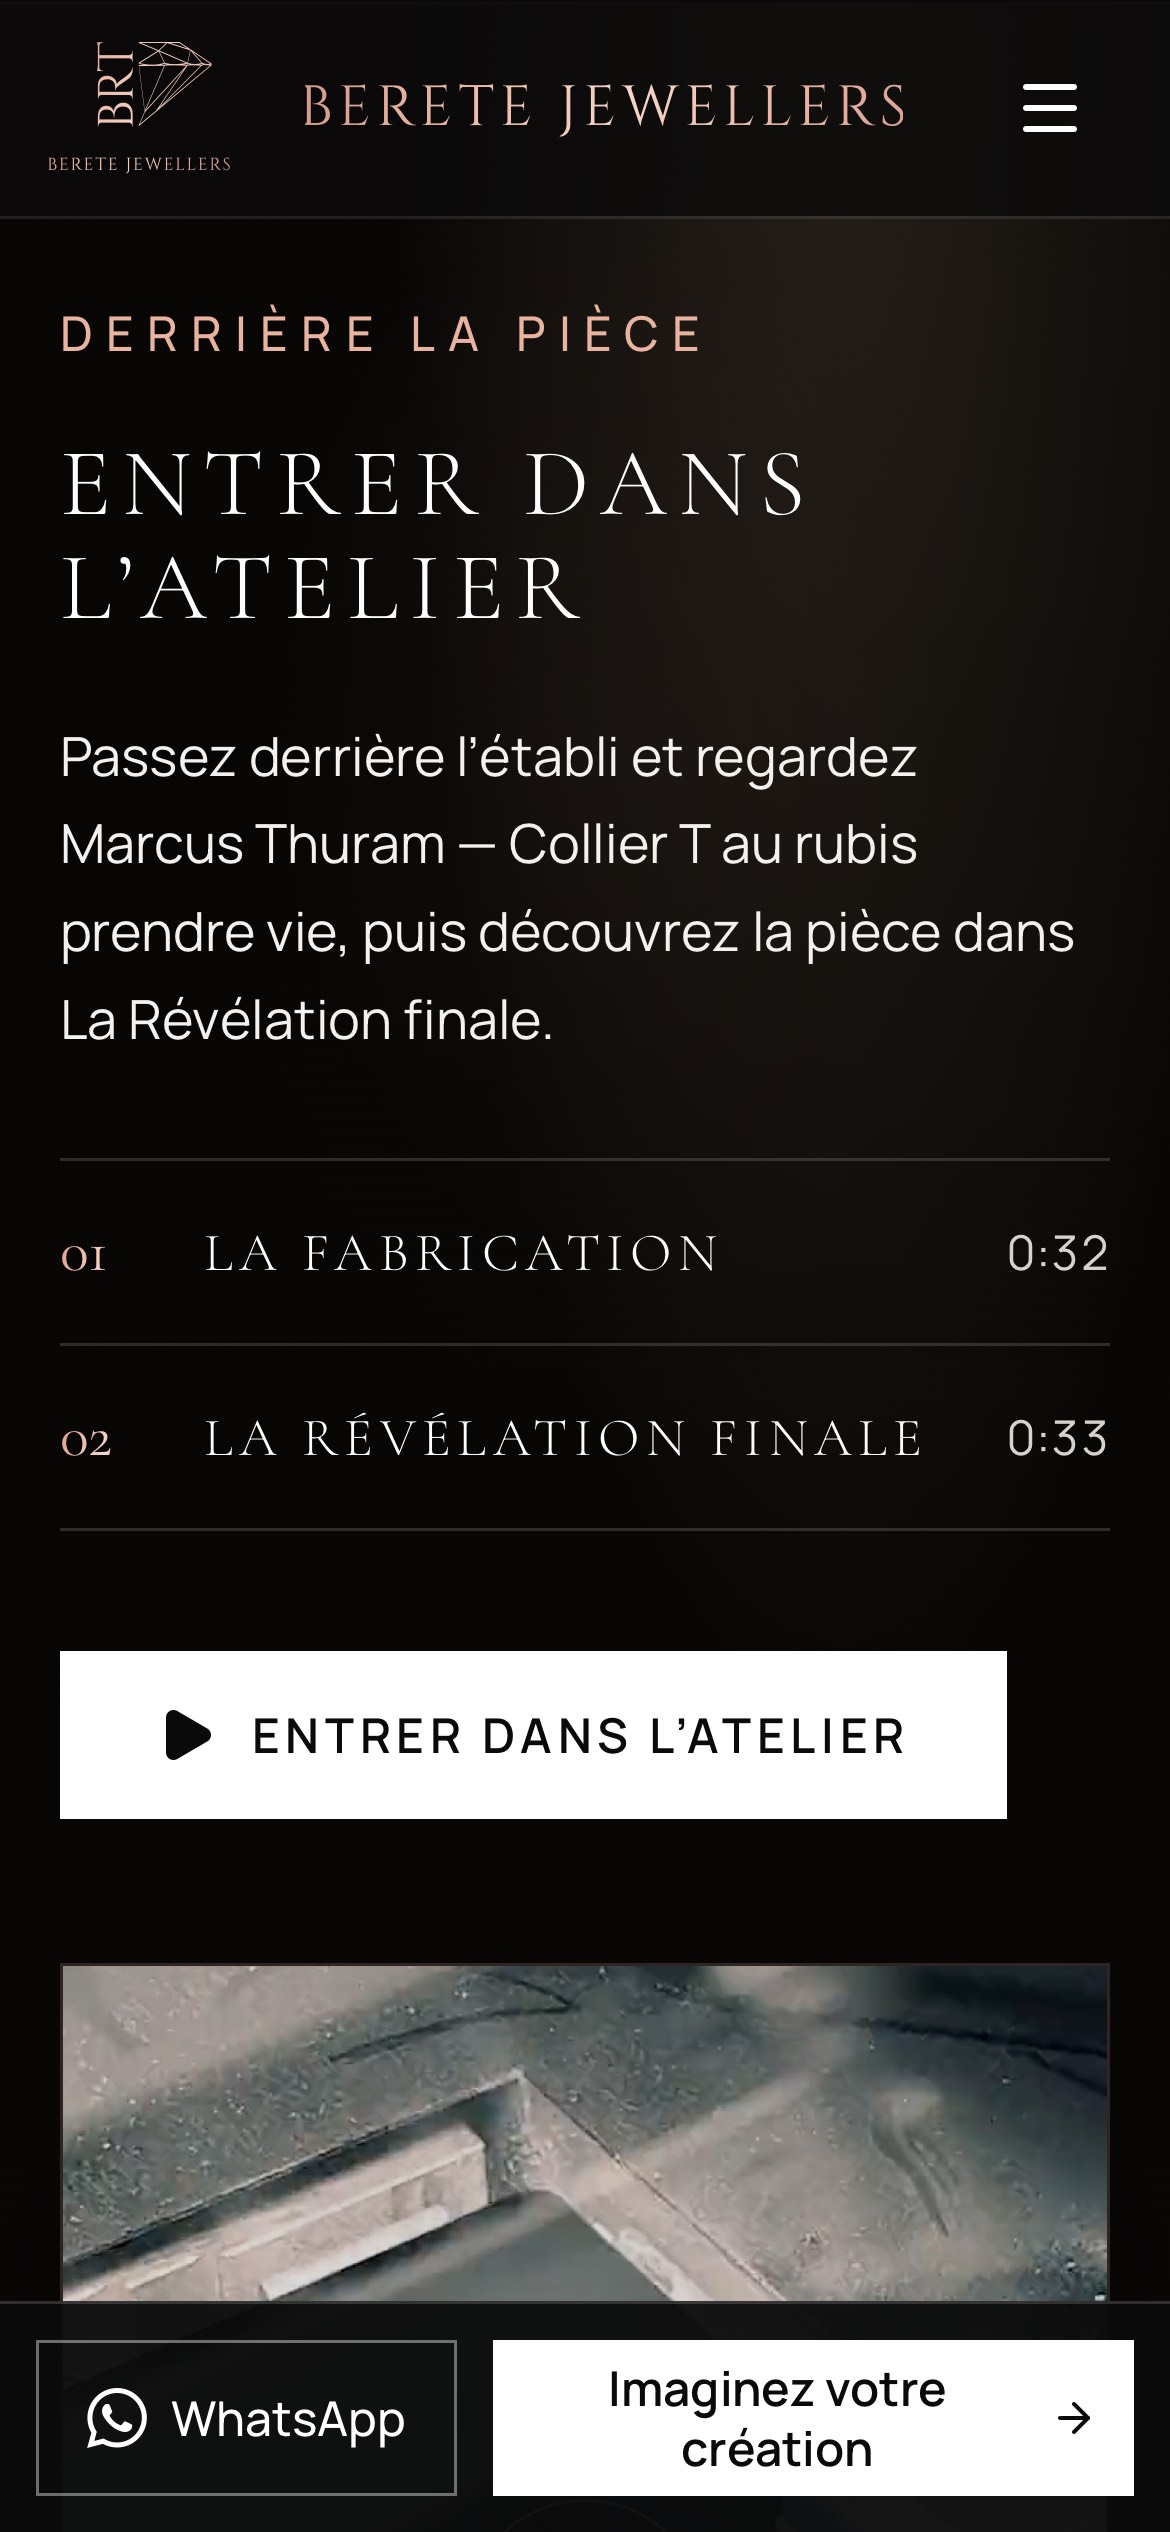 BRT
BERETE JEWELLERS
BERETE JEWELLERS
DERRIÈRE LA PIÈCE
ENTRER DANS
L’ATELIER
Passez derrière l’établi et regardez
Marcus Thuram — Collier T au rubis
prendre vie, puis découvrez la pièce dans
La Révélation finale.
01 LA FABRICATION 0:32
02 LA RÉVÉLATION FINALE 0:33
ENTRER DANS L’ATELIER
WhatsApp
Imaginez votre
création